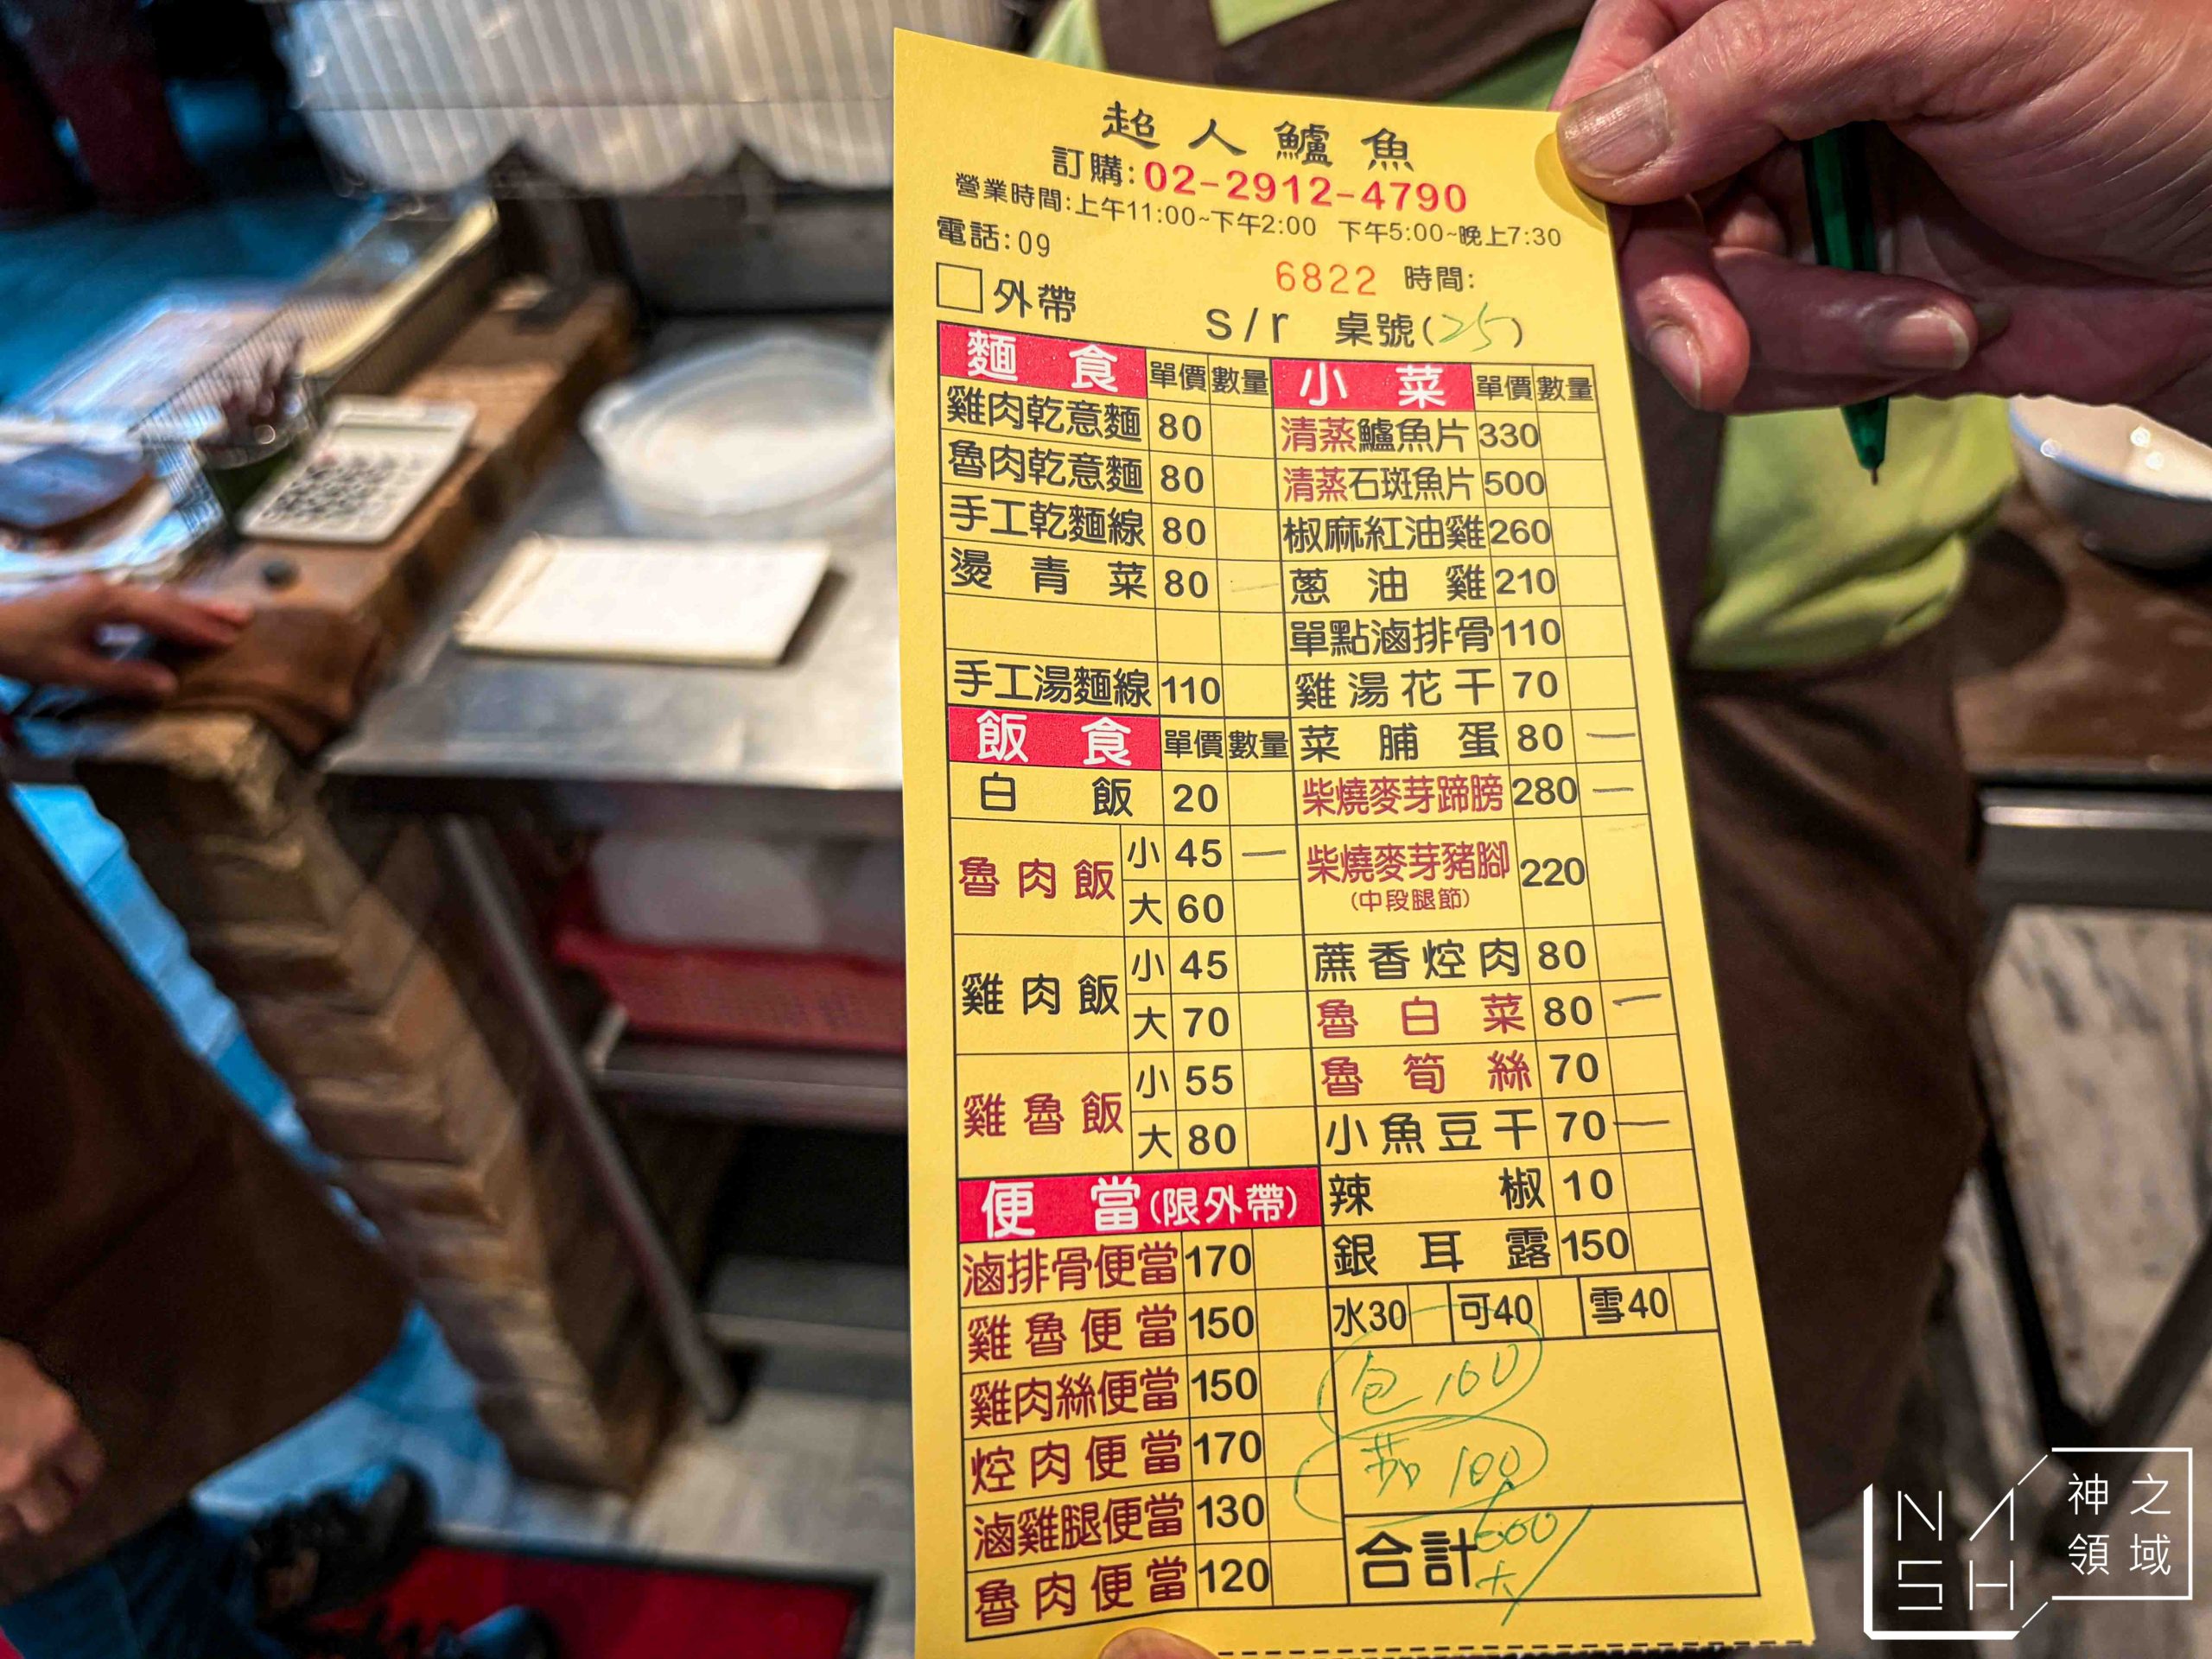 超人鱸魚
訂購:02-2912-4790
營業時間:上午11:00~下午2:00 下午5:00~晚上7:30
電話:09
6822 時間:
外帶 s/r 桌號(25)
麵食 單價 數量
雞肉乾意麵 80
魯肉乾意麵 80
手工乾麵線 80
燙青菜 80 一
手工湯麵線 110
飯食 單價 數量
白飯 20
魯肉飯 小 45 一
大 60
雞肉飯 小 45
大 70
雞魯飯 小 55
大 80
便當(限外帶)
滷排骨便當 170
雞魯便當 150
雞肉絲便當 150
焢肉便當 170
滷雞腿便當 130
魯肉便當 120
小菜 單價 數量
清蒸鱸魚片 330
清蒸石斑魚片 500
椒麻紅油雞 260
蔥油雞 210
單點滷排骨 110
雞湯花干 70
菜脯蛋 80 一
柴燒麥芽蹄膀 280 一
柴燒麥芽豬腳 220
(中段腿節)
蔗香焢肉 80
魯白菜 80 一
魯筍絲 70
小魚豆干 70 一
辣椒 10
銀耳露 150
水30 可40 雪40
包 100
茄 100
合計
NASH
神之
領域